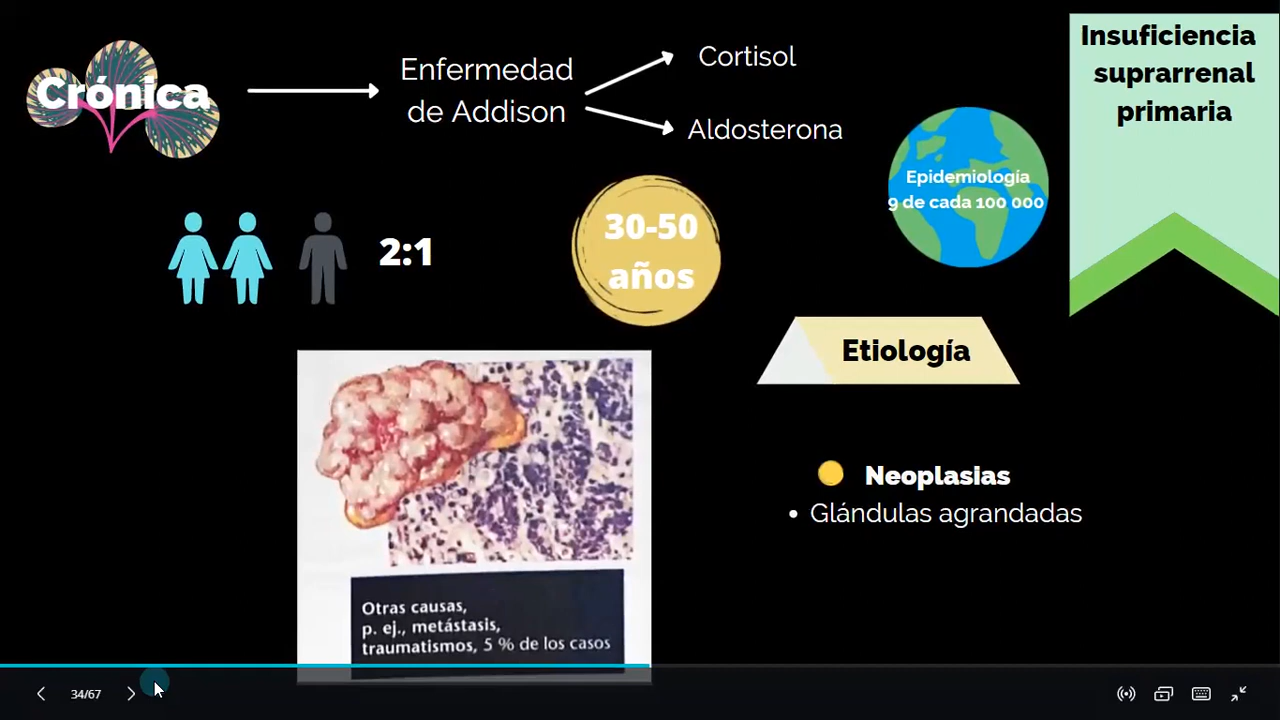 Crónica
Enfermedad
de Addison
Cortisol
Aldosterona
Insuficiencia
suprarrenal
primaria
Epidemiología
9 de cada 100 000
2:1
30-50
años
Etiología
Neoplasias
• Glándulas agrandadas
Otras causas,
p. ej., metástasis,
traumatismos, 5 % de los casos
34/67